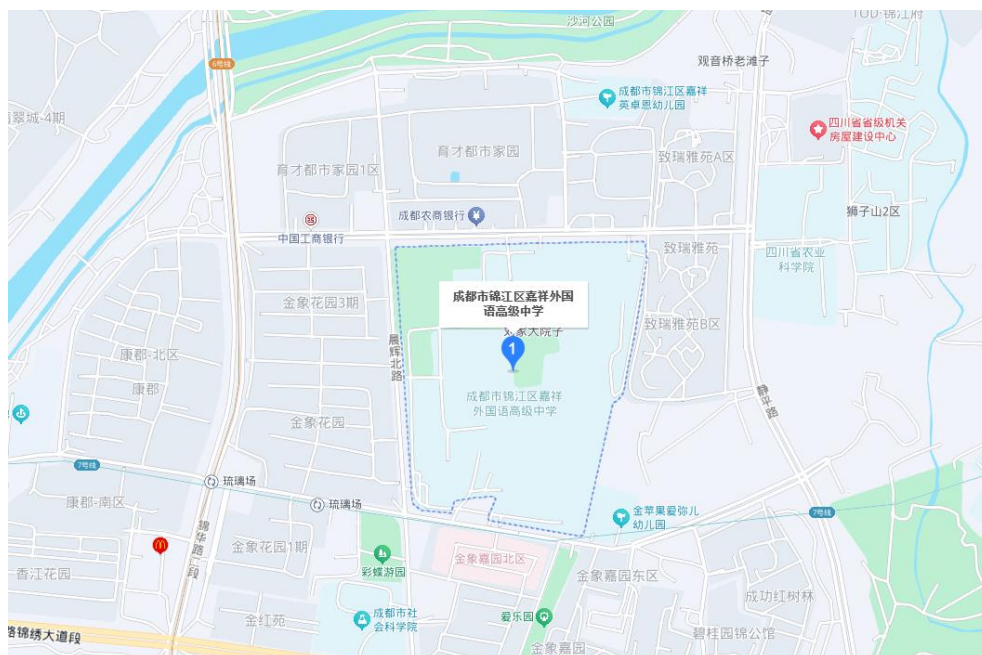 沙河公园
TOD·锦江府
6号线
观音桥老滩子
成都市锦江区嘉祥
英卓恩幼儿园
翡翠城-4期
四川省省级机关
房屋建设中心
育才都市家园
致瑞雅苑A区
育才都市家园1区
狮子山2区
成都农商银行
中国工商银行
致瑞雅苑
四川省农业
科学院
成都市锦江区嘉祥外国
语高级中学
金象花园3期
家大院子
致瑞雅苑B区
晨辉北路
1
康郡-北区
康郡
成都市锦江区嘉祥
外国语高级中学
静平路
金象花园
7号线
琉璃场
琉璃场
康郡-南区
金苹果爱弥儿
幼儿园
7号线
锦华路二段
金象花园1期
金象嘉园北区
彩蝶游园
香江花园
金象嘉园东区
成功红树林
金红苑
成都市社
会科学院
爱乐园
碧桂园锦公馆
路锦绣大道段
金象嘉园